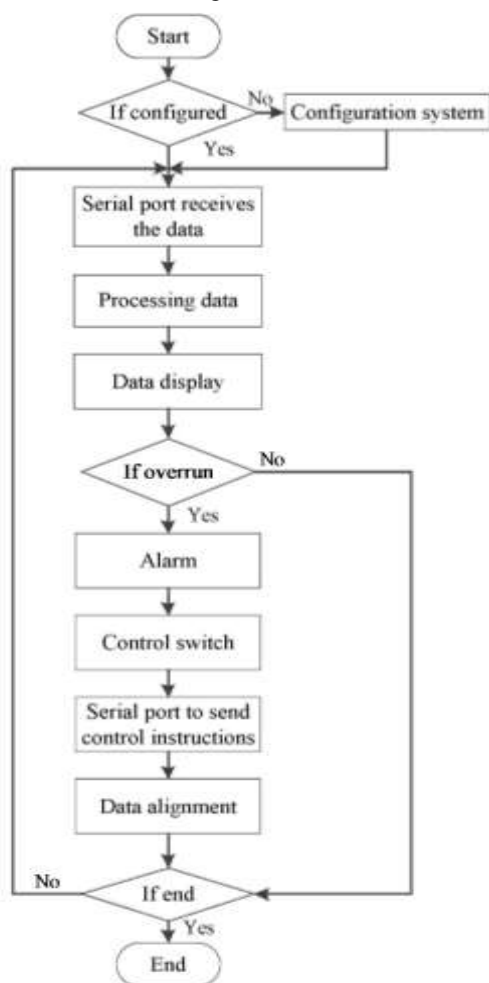 Start
If configured
No
Configuration system
Yes
Serial port receives
the data
Processing data
Data display
If overrun
No
Yes
Alarm
Control switch
Serial port to send
control instructions
Data alignment
No
If end
Yes
End